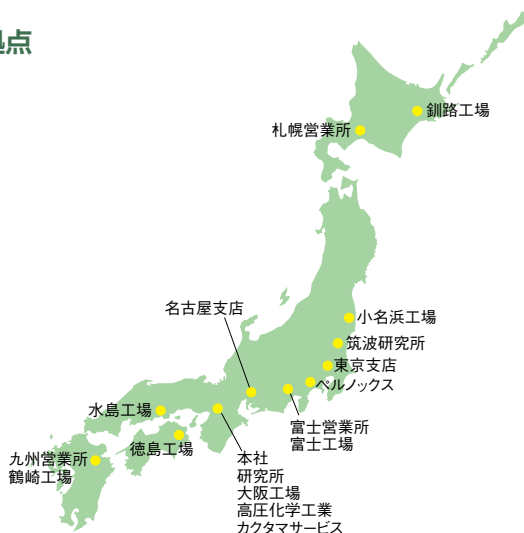 拠点
釧路工場
札幌営業所
名古屋支店
小名浜工場
筑波研究所
東京支店
ペルノックス
水島工場
徳島工場
富士営業所
富士工場
九州営業所
鶴崎工場
本社
研究所
大阪工場
高圧化学工業
カクタマサービス